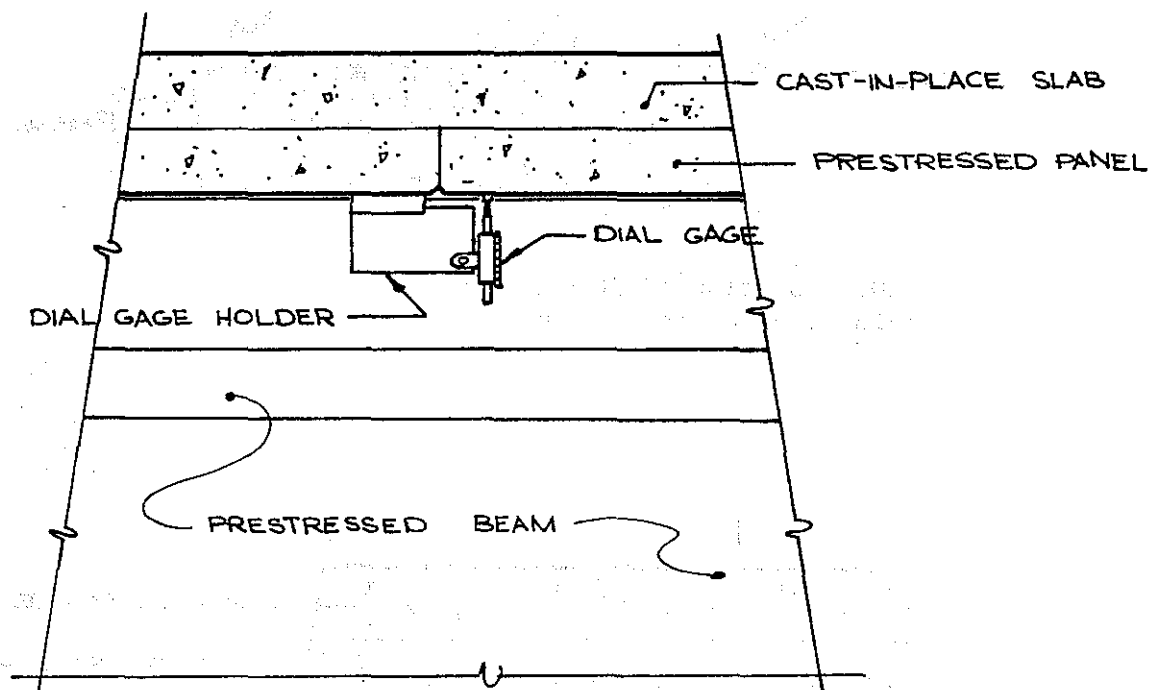 CAST-IN-PLACE SLAB
PRESTRESSED PANEL
DIAL GAGE
DIAL GAGE HOLDER
PRESTRESSED BEAM